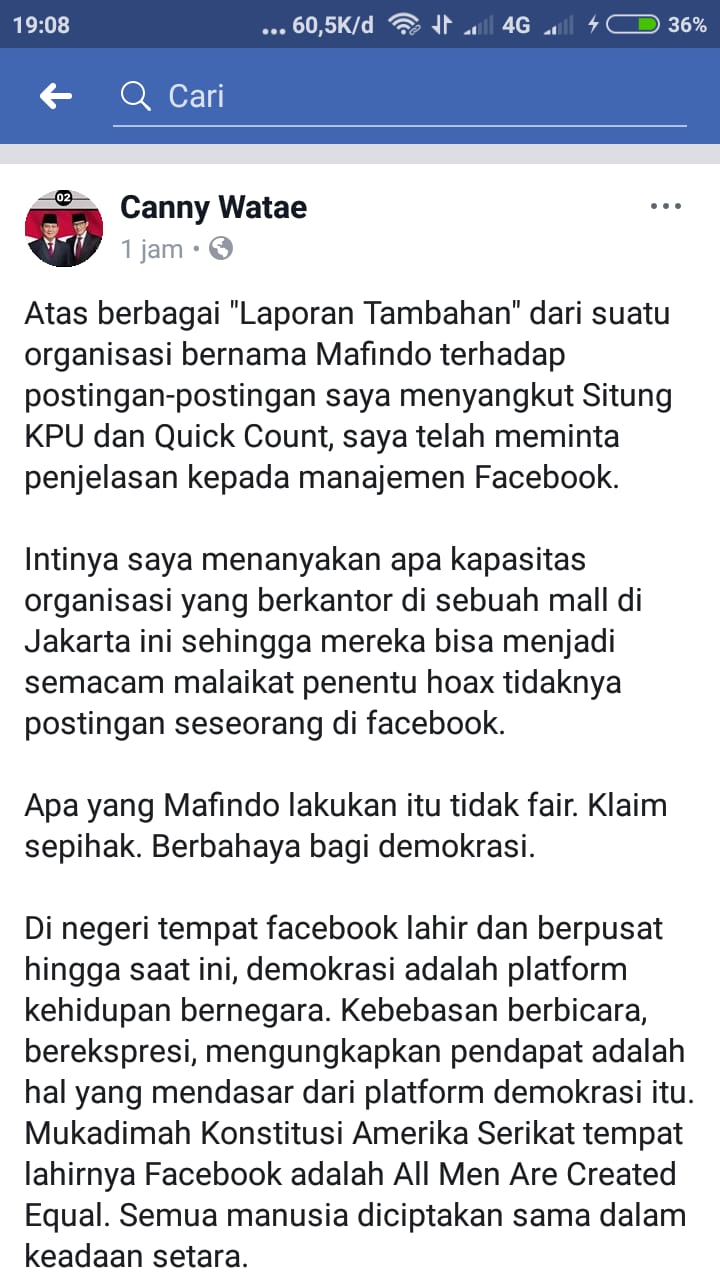 19:08
... 60,5K/d 4G 36%
Cari
02
Canny Watae
1 jam •
Atas berbagai "Laporan Tambahan" dari suatu
organisasi bernama Mafindo terhadap
postingan-postingan saya menyangkut Situng
KPU dan Quick Count, saya telah meminta
penjelasan kepada manajemen Facebook.
Intinya saya menanyakan apa kapasitas
organisasi yang berkantor di sebuah mall di
Jakarta ini sehingga mereka bisa menjadi
semacam malaikat penentu hoax tidaknya
postingan seseorang di facebook.
Apa yang Mafindo lakukan itu tidak fair. Klaim
sepihak. Berbahaya bagi demokrasi.
Di negeri tempat facebook lahir dan berpusat
hingga saat ini, demokrasi adalah platform
kehidupan bernegara. Kebebasan berbicara,
berekspresi, mengungkapkan pendapat adalah
hal yang mendasar dari platform demokrasi itu.
Mukadimah Konstitusi Amerika Serikat tempat
lahirnya Facebook adalah All Men Are Created
Equal. Semua manusia diciptakan sama dalam
keadaan setara.